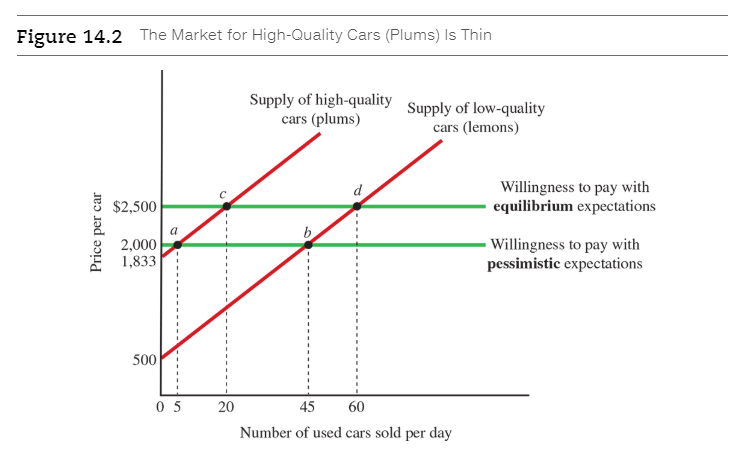 Figure 14.2 The Market for High-Quality Cars (Plums) Is Thin
Supply of high-quality
cars (plums)
Supply of low-quality
cars (lemons)
Price per car
$2,500
2,000
1,833
500
a
b
c
d
Willingness to pay with
equilibrium expectations
Willingness to pay with
pessimistic expectations
0 5 20 45 60
Number of used cars sold per day